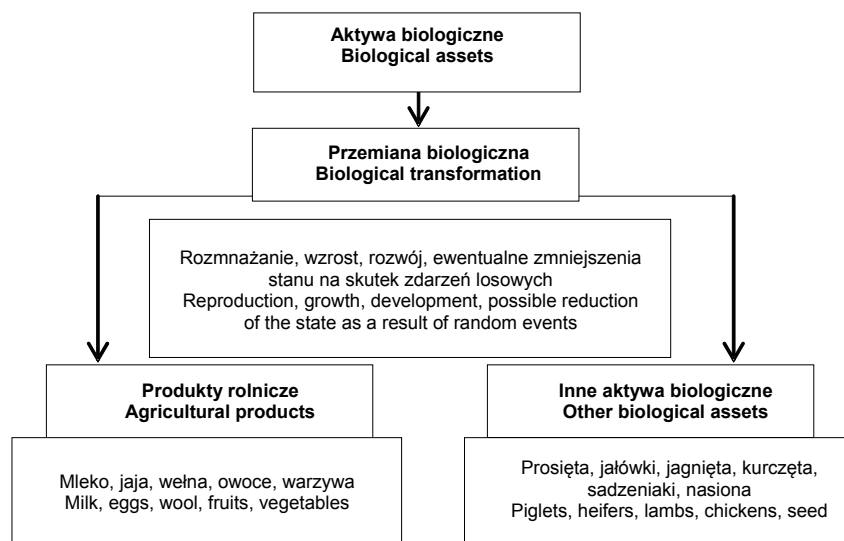 Aktywa biologiczne
Biological assets
Przemiana biologiczna
Biological transformation
Rozmnażanie, wzrost, rozwój, ewentualne zmniejszenia
stanu na skutek zdarzeń losowych
Reproduction, growth, development, possible reduction
of the state as a result of random events
Produkty rolnicze
Agricultural products
Mleko, jaja, wełna, owoce, warzywa
Milk, eggs, wool, fruits, vegetables
Inne aktywa biologiczne
Other biological assets
Prosięta, jałówki, jagnięta, kurczęta,
sadzeniaki, nasiona
Piglets, heifers, lambs, chickens, seed